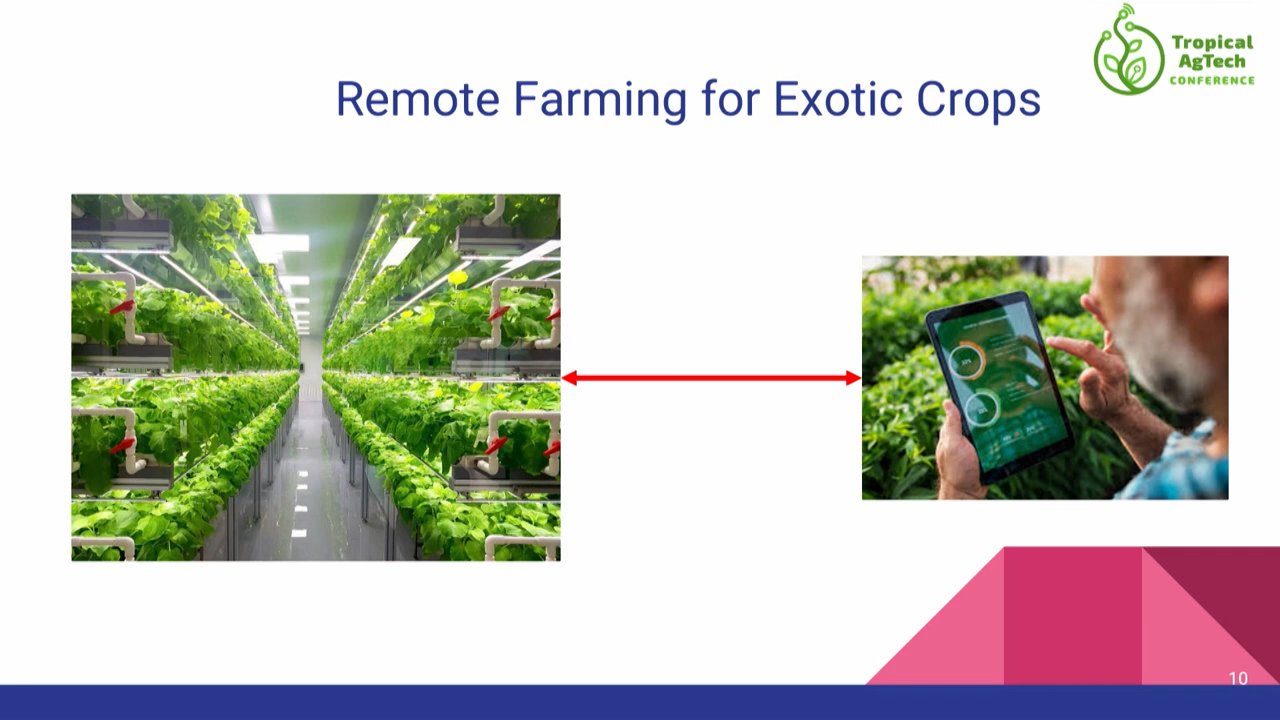 Tropical
AgTech
CONFERENCE
Remote Farming for Exotic Crops
10